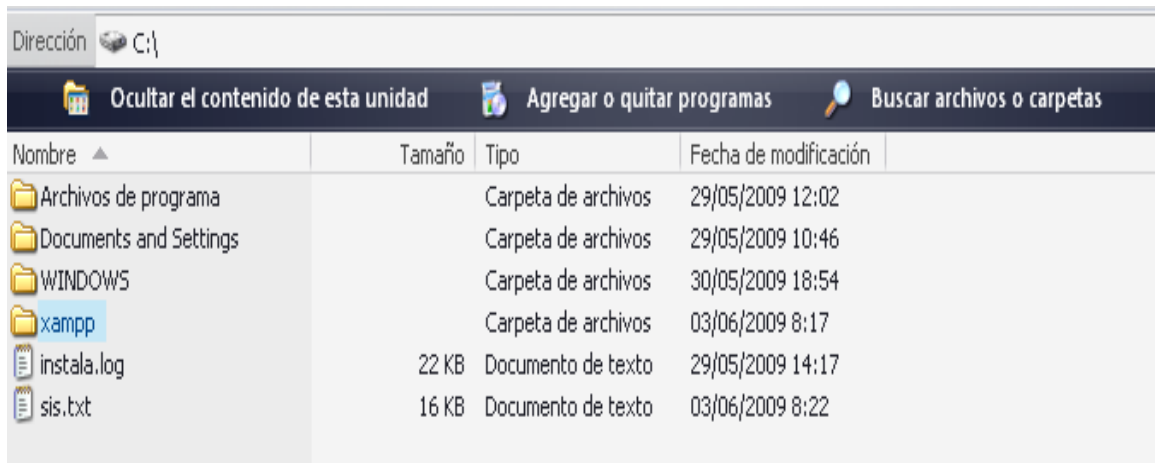 Dirección C:\
Ocultar el contenido de esta unidad Agregar o quitar programas Buscar archivos o carpetas
Nombre Tamaño Tipo Fecha de modificación
Archivos de programa Carpeta de archivos 29/05/2009 12:02
Documents and Settings Carpeta de archivos 29/05/2009 10:46
WINDOWS Carpeta de archivos 30/05/2009 18:54
xampp Carpeta de archivos 03/06/2009 8:17
instala.log 22 KB Documento de texto 29/05/2009 14:17
sis.txt 16 KB Documento de texto 03/06/2009 8:22